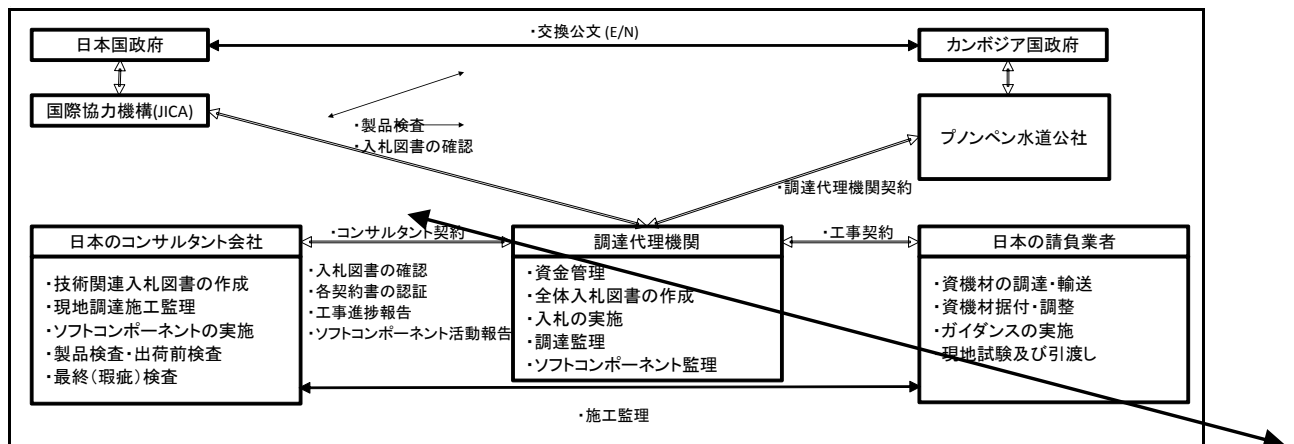 ・交換公文 (E/N)
日本国政府
カンボジア国政府
国際協力機構(JICA)
・製品検査
・入札図書の確認
プノンペン水道公社
・調達代理機関契約
日本のコンサルタント会社
・コンサルタント契約
調達代理機関
・工事契約
日本の請負業者
・技術関連入札図書の作成
・現地調達施工監理
・ソフトコンポーネントの実施
・製品検査・出荷前検査
・最終(瑕疵)検査
・入札図書の確認
・各契約書の認証
・工事進捗報告
・ソフトコンポーネント活動報告
・資金管理
・全体入札図書の作成
・入札の実施
・調達監理
・ソフトコンポーネント監理
・資機材の調達・輸送
・資機材据付・調整
・ガイダンスの実施
・現地試験及び引渡し
・施工監理